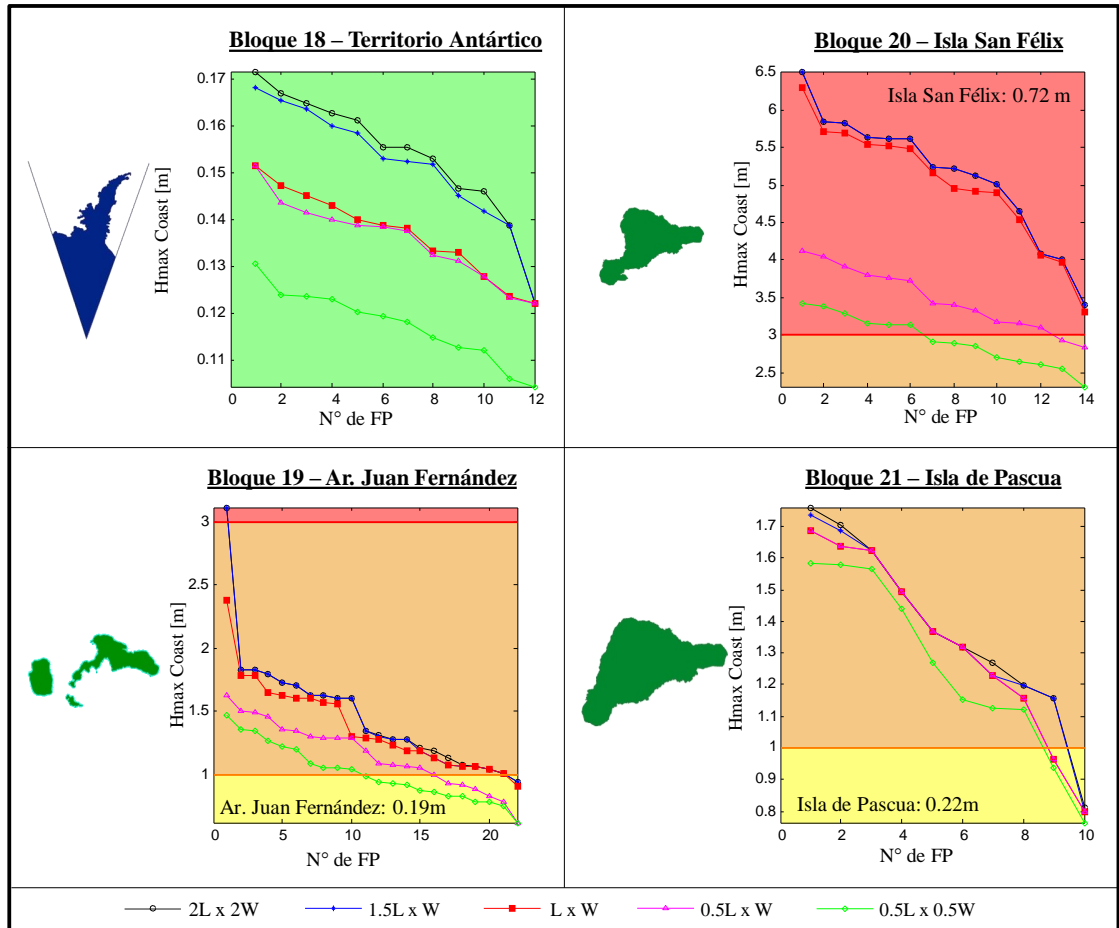 Bloque 18 – Territorio Antártico
0.17
0.16
0.15
0.14
0.13
0.12
0.11
Hmax Coast [m]
0 2 4 6 8 10 12
N° de FP
Bloque 20 – Isla San Félix
Isla San Félix: 0.72 m
6.5
6
5.5
5
4.5
4
3.5
3
2.5
Hmax Coast [m]
0 2 4 6 8 10 12 14
N° de FP
Bloque 19 – Ar. Juan Fernández
3
2.5
2
1.5
1
Hmax Coast [m]
Ar. Juan Fernández: 0.19m
0 5 10 15 20
N° de FP
Bloque 21 – Isla de Pascua
1.7
1.6
1.5
1.4
1.3
1.2
1.1
1
0.9
0.8
Hmax Coast [m]
Isla de Pascua: 0.22m
0 2 4 6 8 10
N° de FP
2L x 2W 1.5L x W L x W 0.5L x W 0.5L x 0.5W